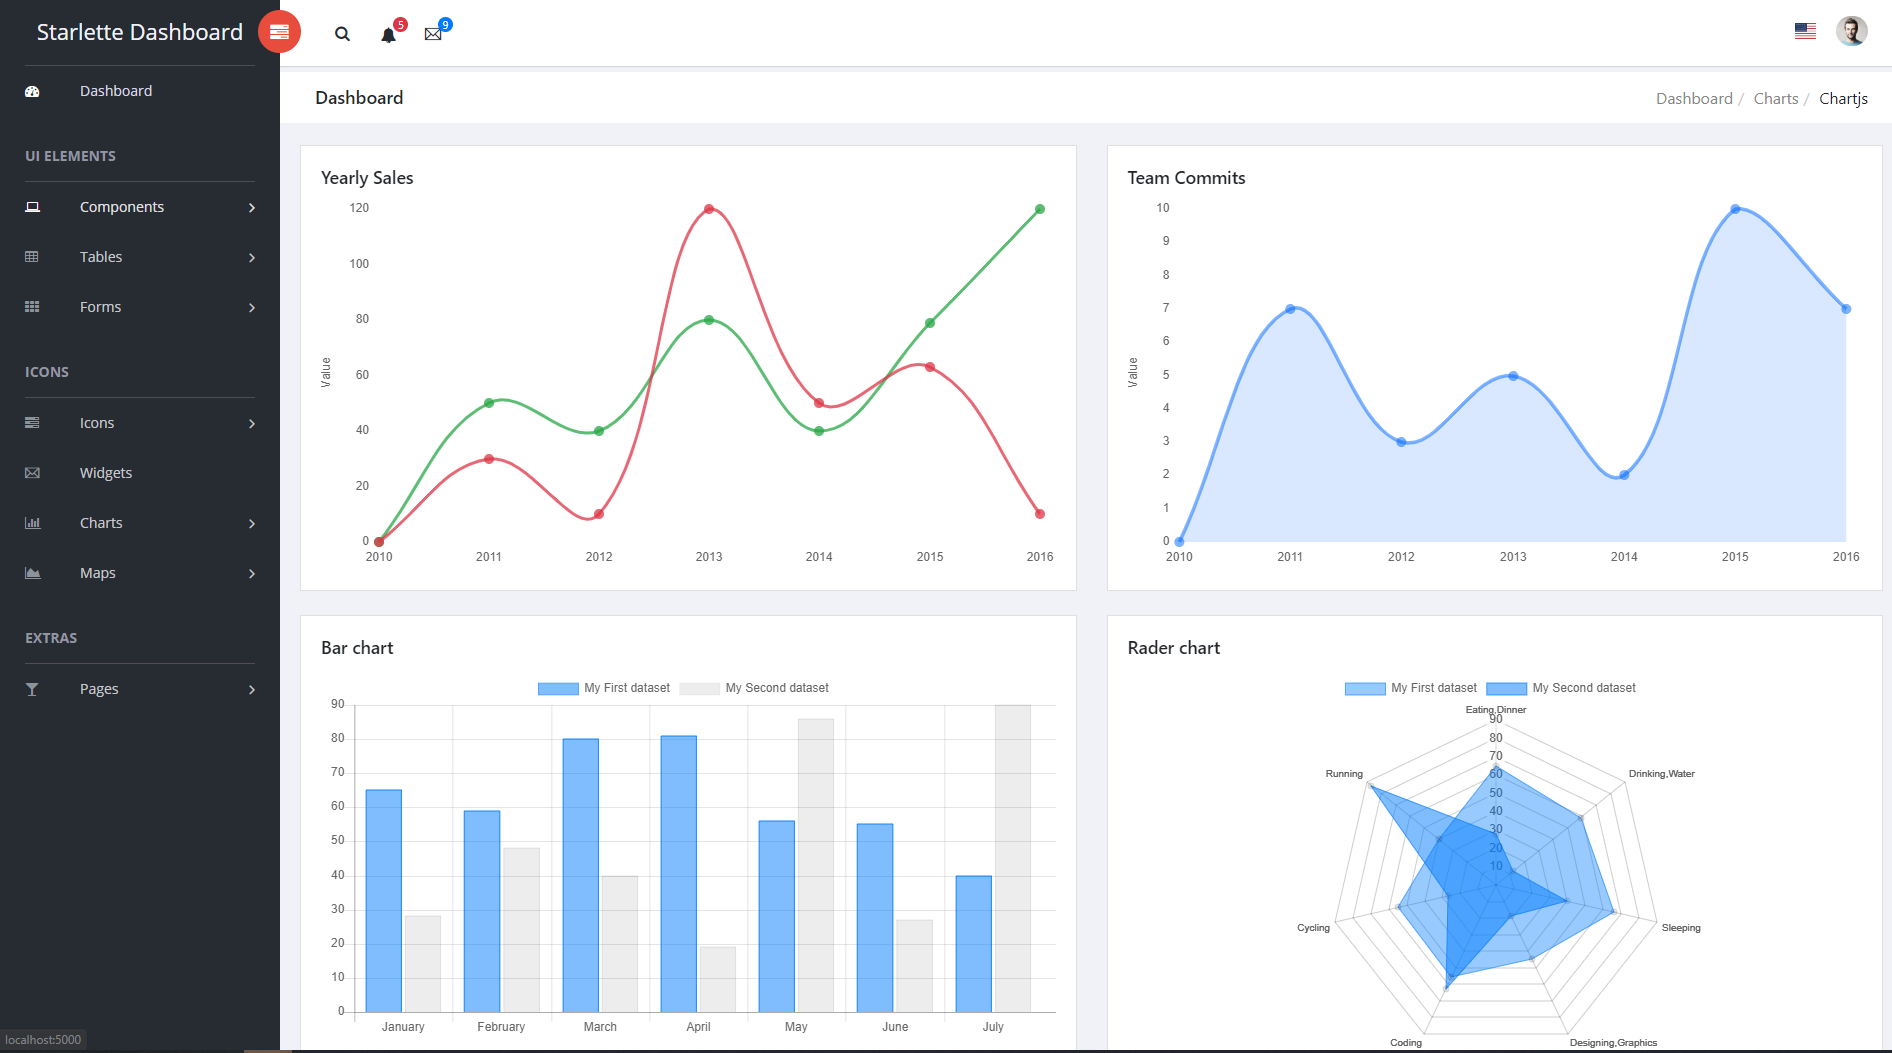 Starlette Dashboard
5
9
Dashboard
UI ELEMENTS
Components
Tables
Forms
ICONS
Icons
Widgets
Charts
Maps
EXTRAS
Pages
localhost:5000
Dashboard
Dashboard / Charts / Chartjs
Yearly Sales
120
100
80
60
40
20
0
Value
2010 2011 2012 2013 2014 2015 2016
Team Commits
10
9
8
7
6
5
4
3
2
1
0
Value
2010 2011 2012 2013 2014 2015 2016
Bar chart
My First dataset My Second dataset
90
80
70
60
50
40
30
20
10
0
January February March April May June July
Rader chart
My First dataset My Second dataset
Eating,Dinner
90
80
70
60
50
40
30
20
10
Running
Drinking,Water
Cycling
Sleeping
Coding
Designing,Graphics